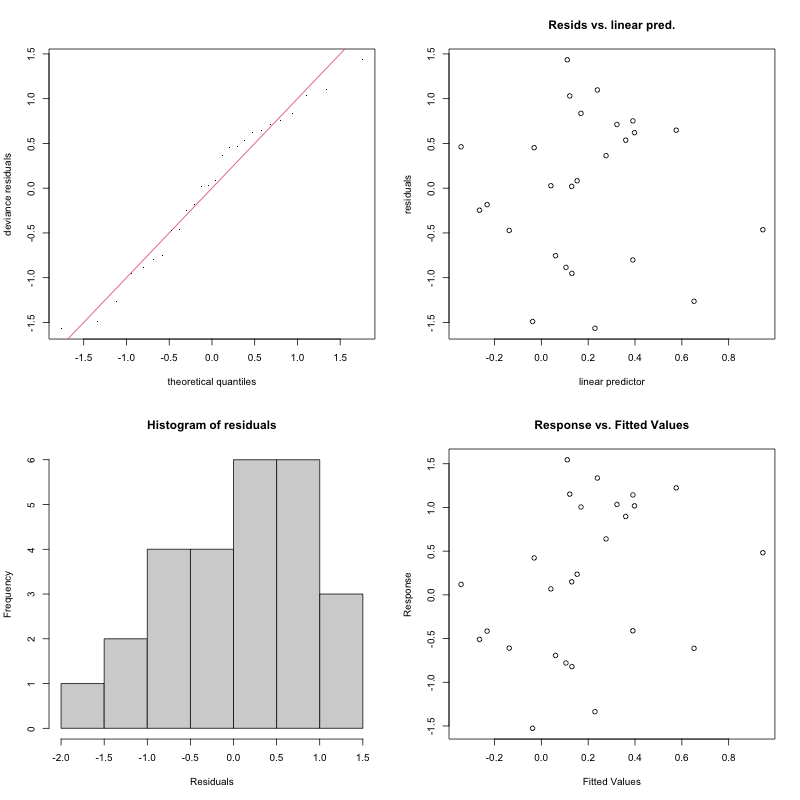 deviance residuals
1.5
1.0
0.5
0.0
-0.5
-1.0
-1.5
-1.5 -1.0 -0.5 0.0 0.5 1.0 1.5
theoretical quantiles
Resids vs. linear pred.
residuals
1.5
1.0
0.5
0.0
-0.5
-1.0
-1.5
-0.2 0.0 0.2 0.4 0.6 0.8
linear predictor
Histogram of residuals
Frequency
6
5
4
3
2
1
0
-2.0 -1.5 -1.0 -0.5 0.0 0.5 1.0 1.5
Residuals
Response vs. Fitted Values
Response
1.5
1.0
0.5
0.0
-0.5
-1.0
-1.5
-0.2 0.0 0.2 0.4 0.6 0.8
Fitted Values